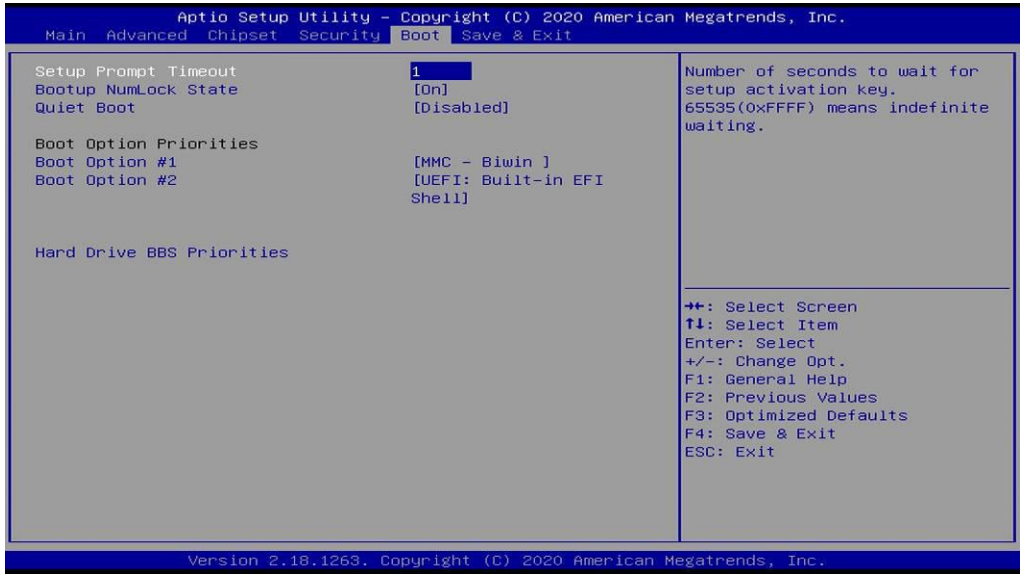 Aptio Setup Utility – Copyright (C) 2020 American Megatrends, Inc.
Main Advanced Chipset Security Boot Save & Exit
Setup Prompt Timeout 1
Bootup NumLock State [On]
Quiet Boot [Disabled]
Boot Option Priorities
Boot Option #1 [MMC – Biwin ]
Boot Option #2 [UEFI: Built-in EFI
Shell]
Hard Drive BBS Priorities
Number of seconds to wait for
setup activation key.
65535(0xFFFF) means indefinite
waiting.
→←: Select Screen
↑↓: Select Item
Enter: Select
+/-: Change Opt.
F1: General Help
F2: Previous Values
F3: Optimized Defaults
F4: Save & Exit
ESC: Exit
Version 2.18.1263. Copyright (C) 2020 American Megatrends, Inc.